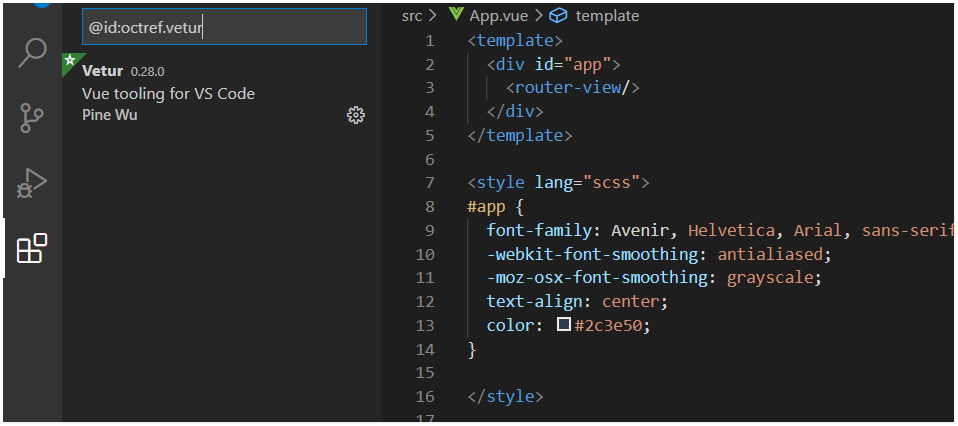 @id:octref.vetur
Vetur 0.28.0
Vue tooling for VS Code
Pine Wu
src > App.vue > template
1 <template>
2   <div id="app">
3     <router-view/>
4   </div>
5 </template>
6
7 <style lang="scss">
8 #app {
9   font-family: Avenir, Helvetica, Arial, sans-serif
10   -webkit-font-smoothing: antialiased;
11   -moz-osx-font-smoothing: grayscale;
12   text-align: center;
13   color: #2c3e50;
14 }
15
16 </style>
17